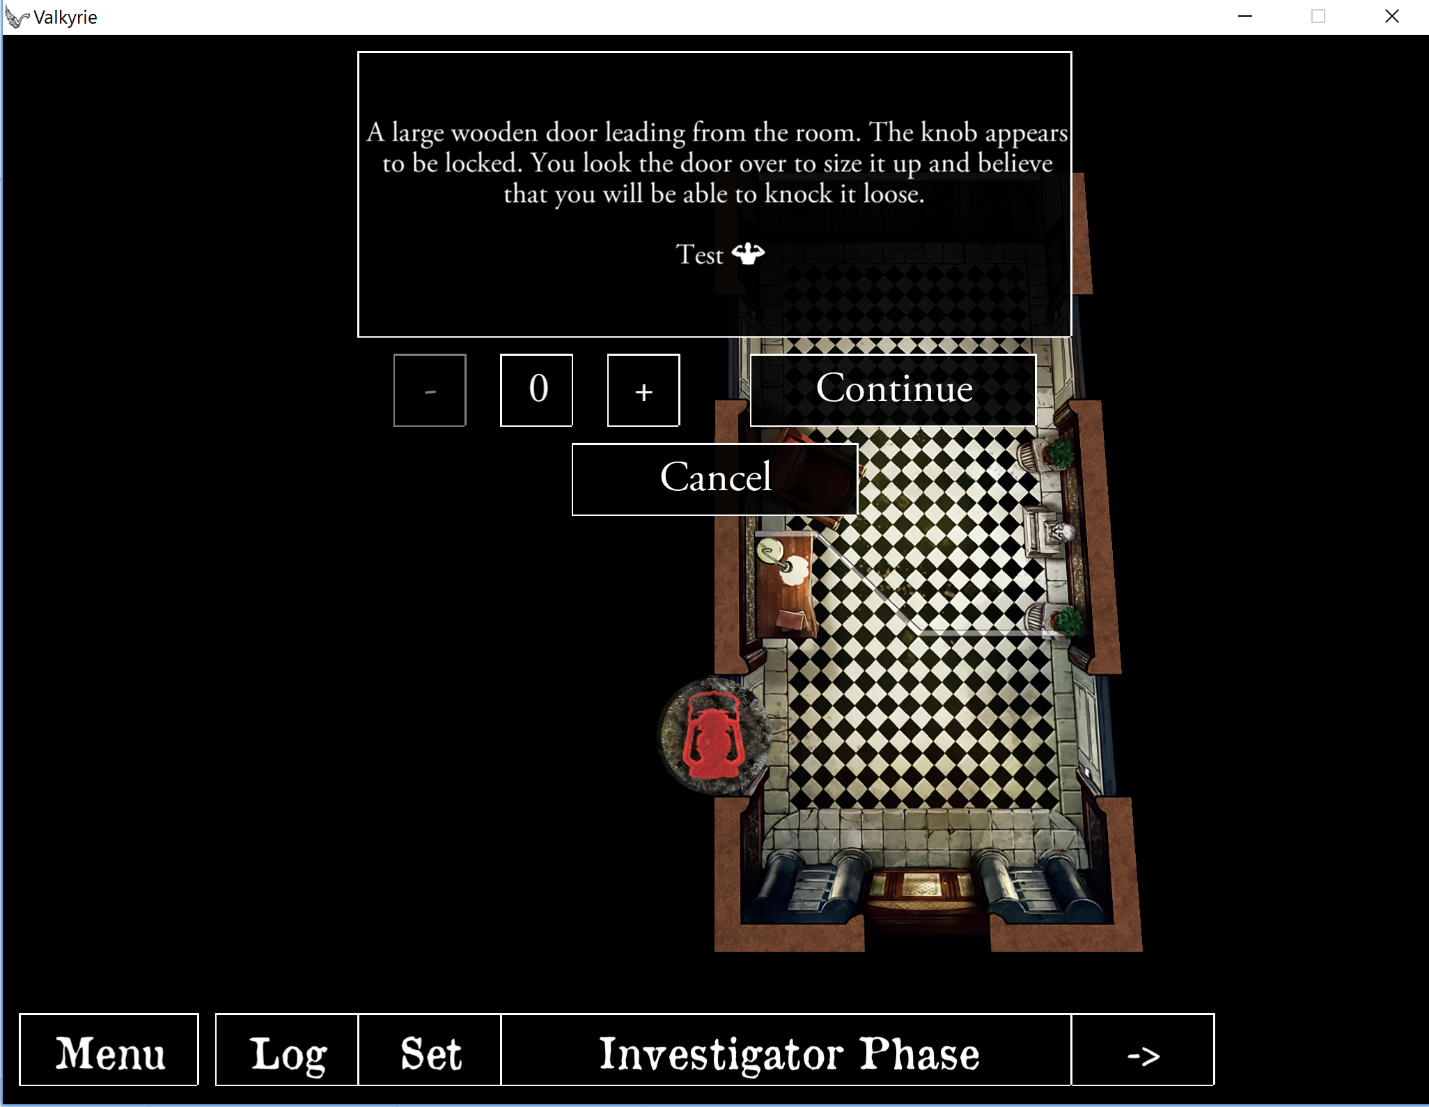 Valkyrie
A large wooden door leading from the room. The knob appears
to be locked. You look the door over to size it up and believe
that you will be able to knock it loose.
Test
- 0 + Continue
Cancel
Menu Log Set Investigator Phase ->